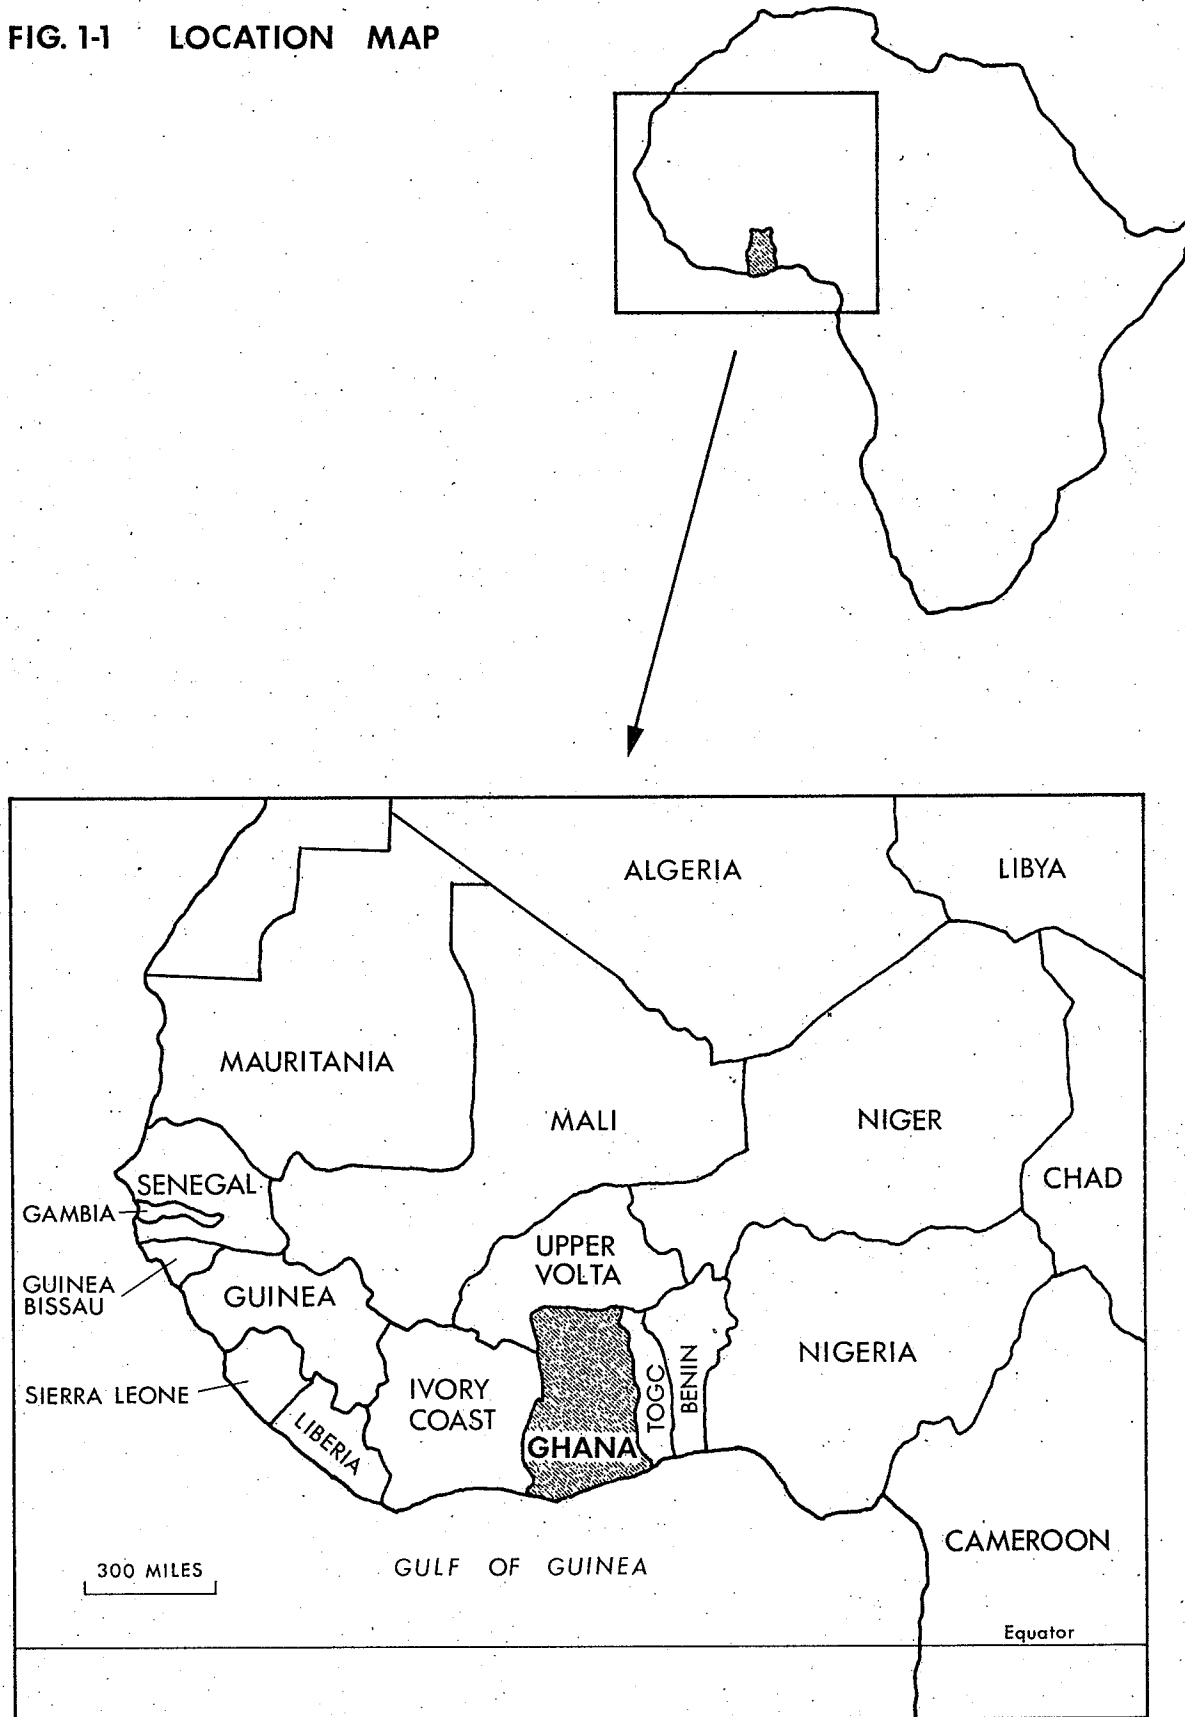 FIG. 1-1 LOCATION MAP
ALGERIA
LIBYA
MAURITANIA
MALI
NIGER
CHAD
SENEGAL
GAMBIA
GUINEA
BISSAU
GUINEA
UPPER
VOLTA
NIGERIA
SIERRA LEONE
LIBERIA
IVORY
COAST
GHANA
TOGC
BENIN
CAMEROON
300 MILES
GULF OF GUINEA
Equator